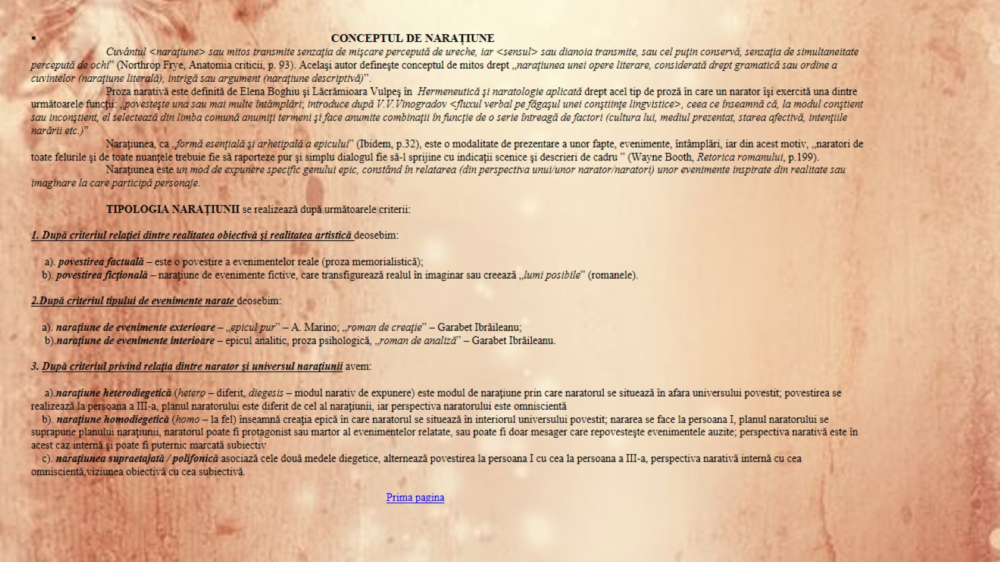 ▪ CONCEPTUL DE NARAȚIUNE
Cuvântul <naraţiune> sau mitos transmite senzaţia de mişcare percepută de ureche, iar <sensul> sau dianoia transmite, sau cel puţin conservă, senzaţia de simultaneitate
percepută de ochi” (Northrop Frye, Anatomia criticii, p. 93). Acelaşi autor defineşte conceptul de mitos drept „naraţiunea unei opere literare, considerată drept gramatică sau ordine a
cuvintelor (naraţiune literală), intrigă sau argument (naraţiune descriptivă)”.
Proza narativă este definită de Elena Boghiu şi Lăcrămioara Vulpeş în Hermeneutică şi naratologie aplicată drept acel tip de proză în care un narator îşi exercită una dintre
următoarele funcţii: „povesteşte una sau mai multe întâmplări; introduce după V.V.Vinogradov <fluxul verbal pe făgaşul unei conştiinţe lingvistice>, ceea ce înseamnă că, la modul conştient
sau inconştient, el selectează din limba comună anumiţi termeni şi face anumite combinaţii în funcţie de o serie întreagă de factori (cultura lui, mediul prezentat, starea afectivă, intenţiile
narării etc.)”
Naraţiunea, ca „formă esenţială şi arhetipală a epicului” (Ibidem, p.32), este o modalitate de prezentare a unor fapte, evenimente, întâmplări, iar din acest motiv, „naratori de
toate felurile şi de toate nuanţele trebuie fie să raporteze pur şi simplu dialogul fie să-l sprijine cu indicaţii scenice şi descrieri de cadru ” (Wayne Booth, Retorica romanului, p.199).
Naraţiunea este un mod de expunere specific genului epic, constând în relatarea (din perspectiva unui/unor narator/naratori) unor evenimente inspirate din realitate sau
imaginare la care participă personaje.
TIPOLOGIA NARAŢIUNII se realizează după următoarele criterii:
1. După criteriul relaţiei dintre realitatea obiectivă şi realitatea artistică deosebim:
a). povestirea factuală – este o povestire a evenimentelor reale (proza memorialistică);
b). povestirea ficţională – naraţiune de evenimente fictive, care transfigurează realul în imaginar sau creează „lumi posibile” (romanele).
2.După criteriul tipului de evenimente narate deosebim:
a). naraţiune de evenimente exterioare – „epicul pur” – A. Marino; „roman de creaţie” – Garabet Ibrăileanu;
b).naraţiune de evenimente interioare – epicul analitic, proza psihologică, „roman de analiză” – Garabet Ibrăileanu.
3. După criteriul privind relaţia dintre narator şi universul naraţiunii avem:
a).naraţiune heterodiegetică (hetero – diferit, diegesis – modul narativ de expunere) este modul de naraţiune prin care naratorul se situează în afara universului povestit; povestirea se
realizează la persoana a III-a, planul naratorului este diferit de cel al naraţiunii, iar perspectiva naratorului este omniscientă
b). naraţiune homodiegetică (homo – la fel) înseamnă creaţia epică în care naratorul se situează în interiorul universului povestit; nararea se face la persoana I, planul naratorului se
suprapune planului naraţiunii, naratorul poate fi protagonist sau martor al evenimentelor relatate, sau poate fi doar mesager care repovesteşte evenimentele auzite; perspectiva narativă este în
acest caz internă şi poate fi puternic marcată subiectiv
c). naraţiunea supraetajată / polifonică asociază cele două medele diegetice, alternează povestirea la persoana I cu cea la persoana a III-a, perspectiva narativă internă cu cea
omniscientă,viziunea obiectivă cu cea subiectivă.
Prima pagina